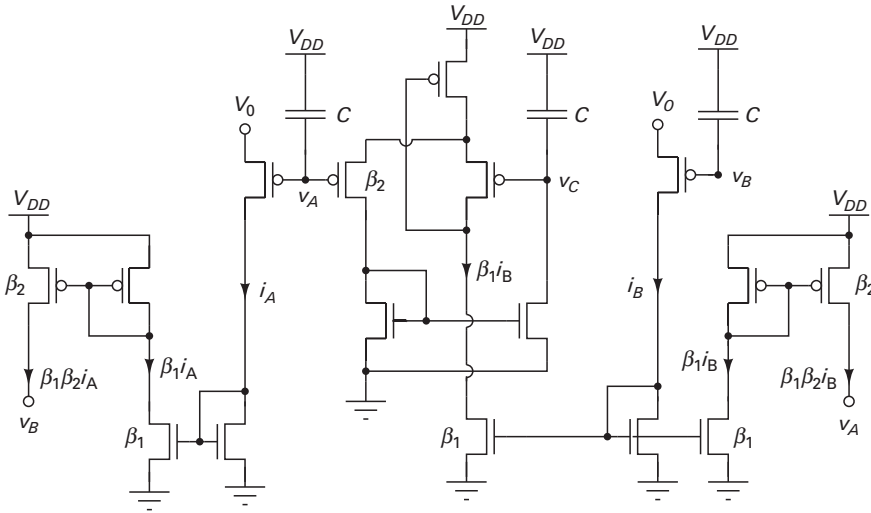 V_DD
V_DD V_DD V_DD
V_0 C C V_O C
v_A β_2 v_C v_B
V_DD V_DD
β_2 β_2
i_A β_1i_B i_B
β_1β_2i_A β_1i_A β_1i_B β_1β_2i_B
v_B β_1 β_1 β_1 v_A